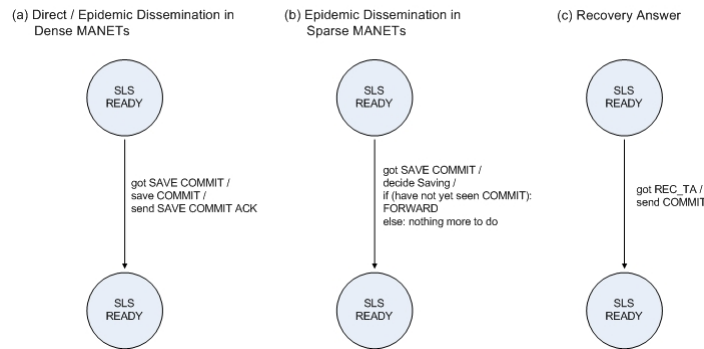 (a) Direct / Epidemic Dissemination in
Dense MANETs
SLS
READY
got SAVE COMMIT /
save COMMIT /
send SAVE COMMIT ACK
SLS
READY
(b) Epidemic Dissemination in
Sparse MANETs
SLS
READY
got SAVE COMMIT /
decide Saving /
if (have not yet seen COMMIT):
FORWARD
else: nothing more to do
SLS
READY
(c) Recovery Answer
SLS
READY
got REC_TA /
send COMMIT
SLS
READY